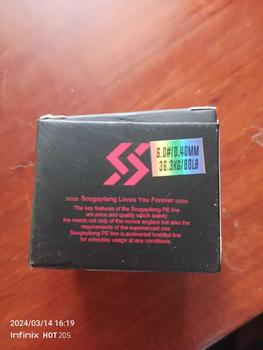 6.0#/0.40MM
36.3KG/80LB
Sougayilang Loves You Forever
The key features of the Sougayilang PE line
are price and quality which satisfy
the needs not only of the novice anglers but also the
requirements of the experienced one.
Sougayilang PE line is auniversal braided line
for everyday usage at any conditions.
2024/03/14 16:19
Infinix HOT 20S